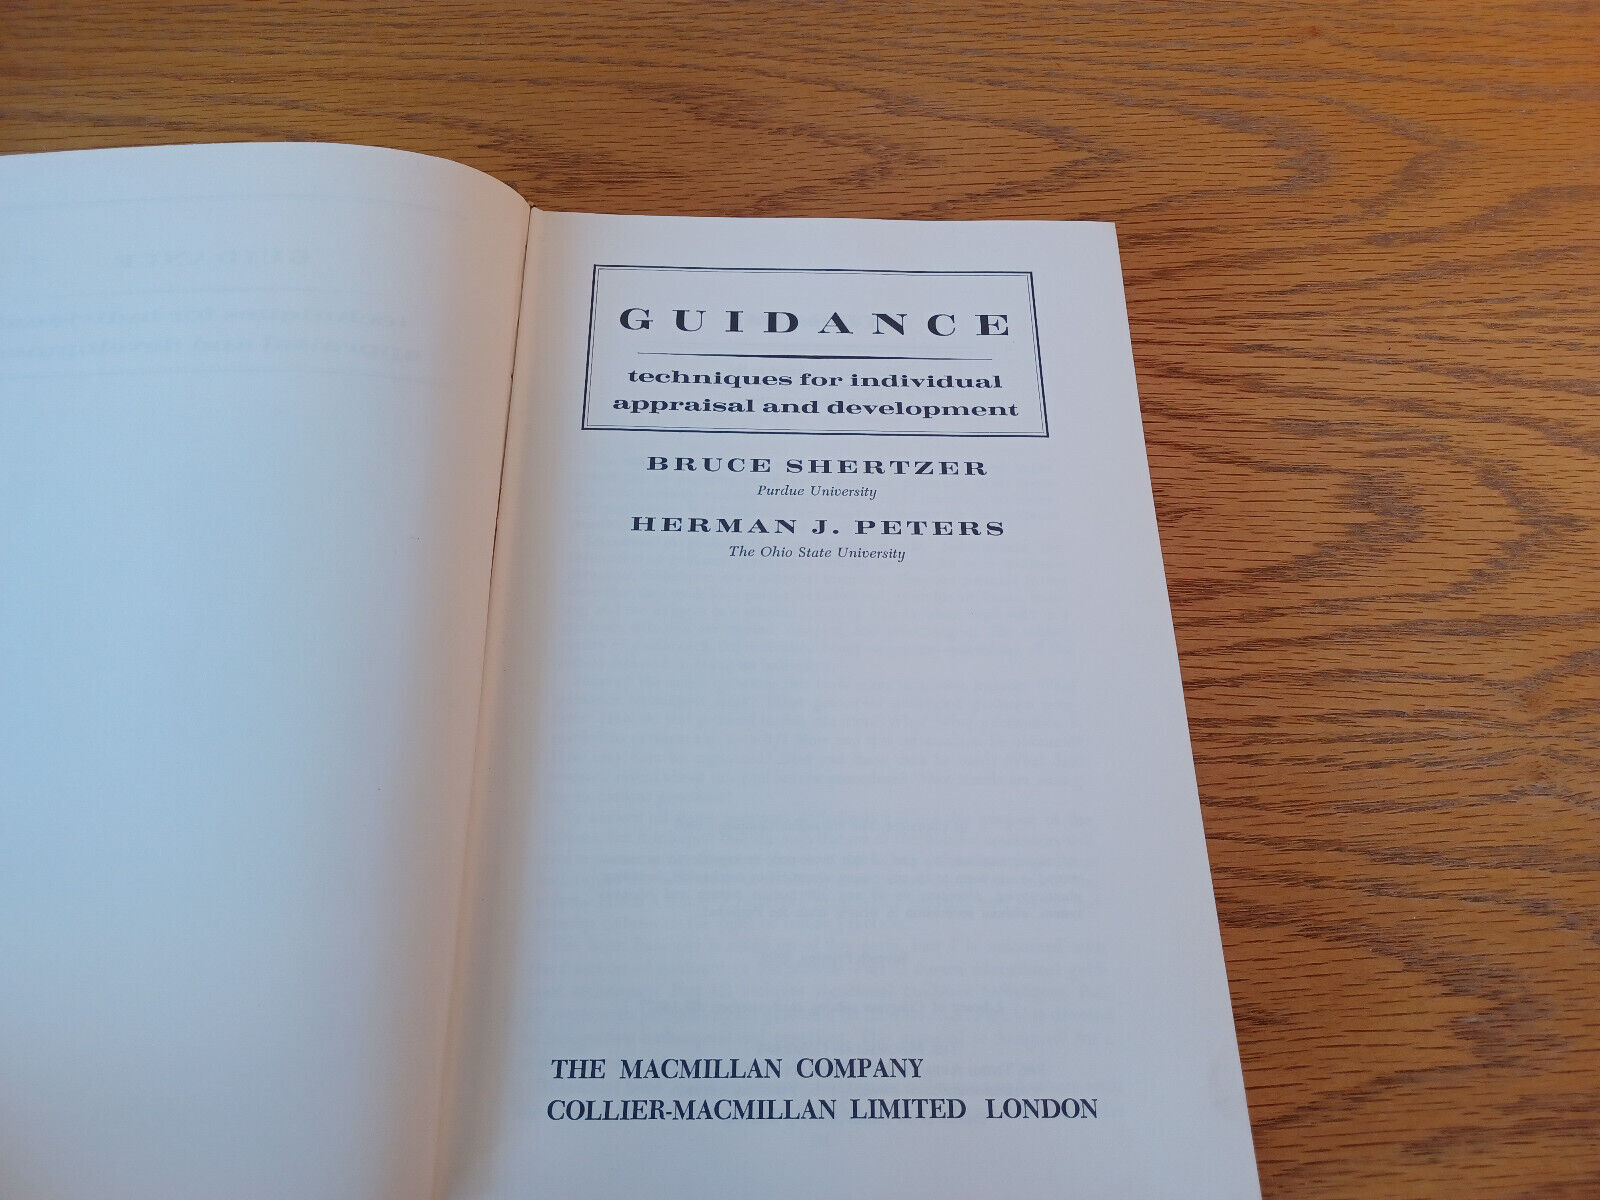 GUIDANCE
techniques for individual
appraisal and development
BRUCE SHERTZER
Purdue University
HERMAN J. PETERS
The Ohio State University
THE MACMILLAN COMPANY
COLLIER-MACMILLAN LIMITED LONDON